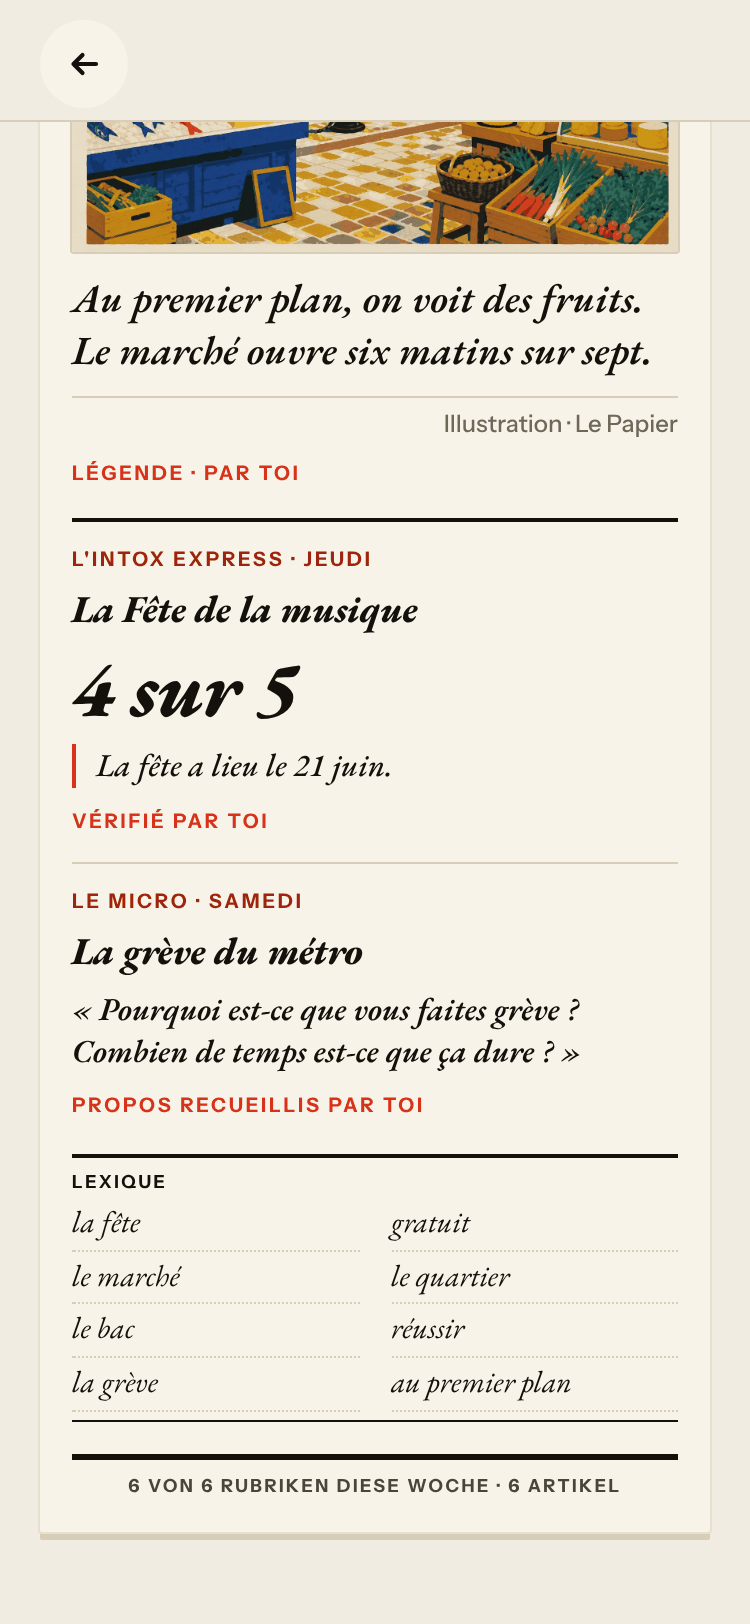 Au premier plan, on voit des fruits.
Le marché ouvre six matins sur sept.
Illustration · Le Papier
LÉGENDE · PAR TOI
L'INTOX EXPRESS · JEUDI
La Fête de la musique
4 sur 5
La fête a lieu le 21 juin.
VÉRIFIÉ PAR TOI
LE MICRO · SAMEDI
La grève du métro
« Pourquoi est-ce que vous faites grève ?
Combien de temps est-ce que ça dure ? »
PROPOS RECUEILLIS PAR TOI
LEXIQUE
la fête
gratuit
le marché
le quartier
le bac
réussir
la grève
au premier plan
6 VON 6 RUBRIKEN DIESE WOCHE · 6 ARTIKEL